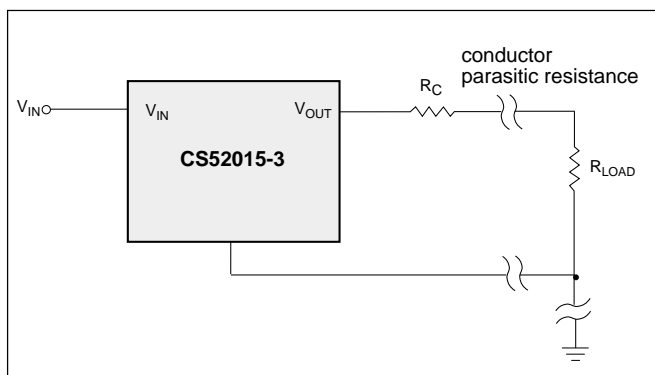 conductor
parasitic resistance
R_C
V_IN
V_IN
V_OUT
CS52015-3
R_LOAD